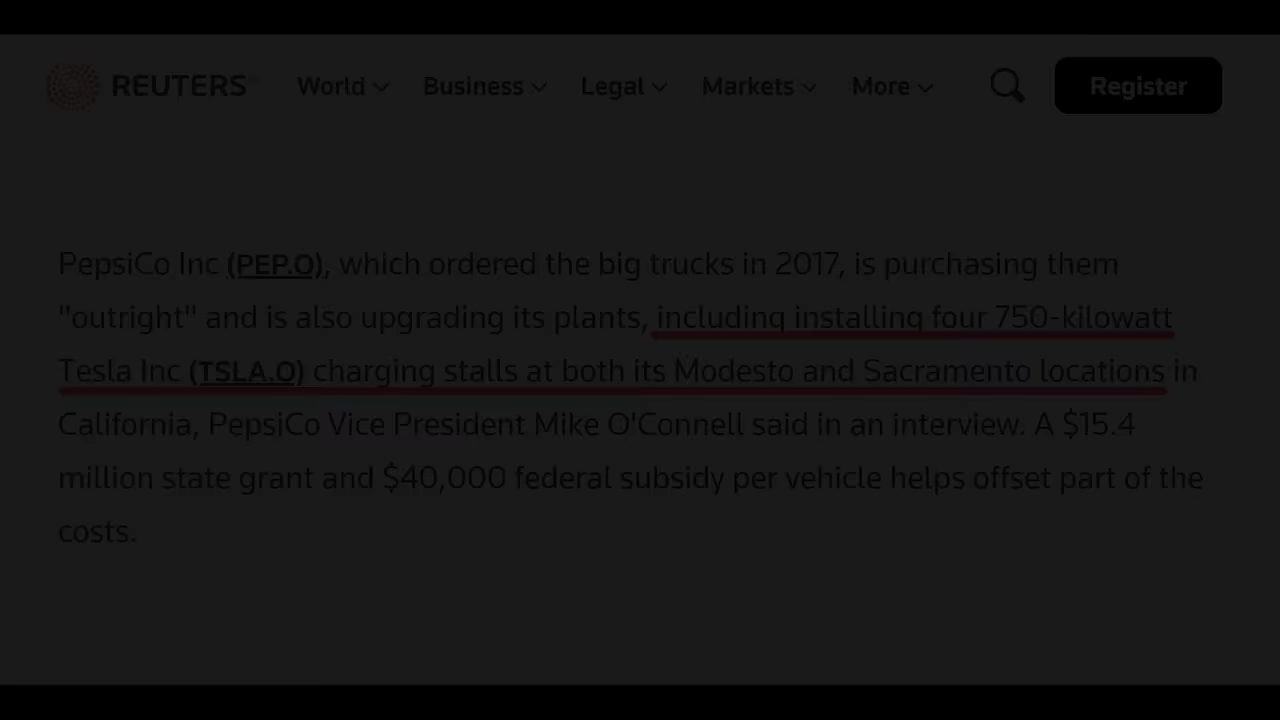 REUTERS World Business Legal Markets More Register
PepsiCo Inc (PEP.O), which ordered the big trucks in 2017, is purchasing them
"outright" and is also upgrading its plants, including installing four 750-kilowatt
Tesla Inc (TSLA.O) charging stalls at both its Modesto and Sacramento locations in
California, PepsiCo Vice President Mike O'Connell said in an interview. A $15.4
million state grant and $40,000 federal subsidy per vehicle helps offset part of the
costs.